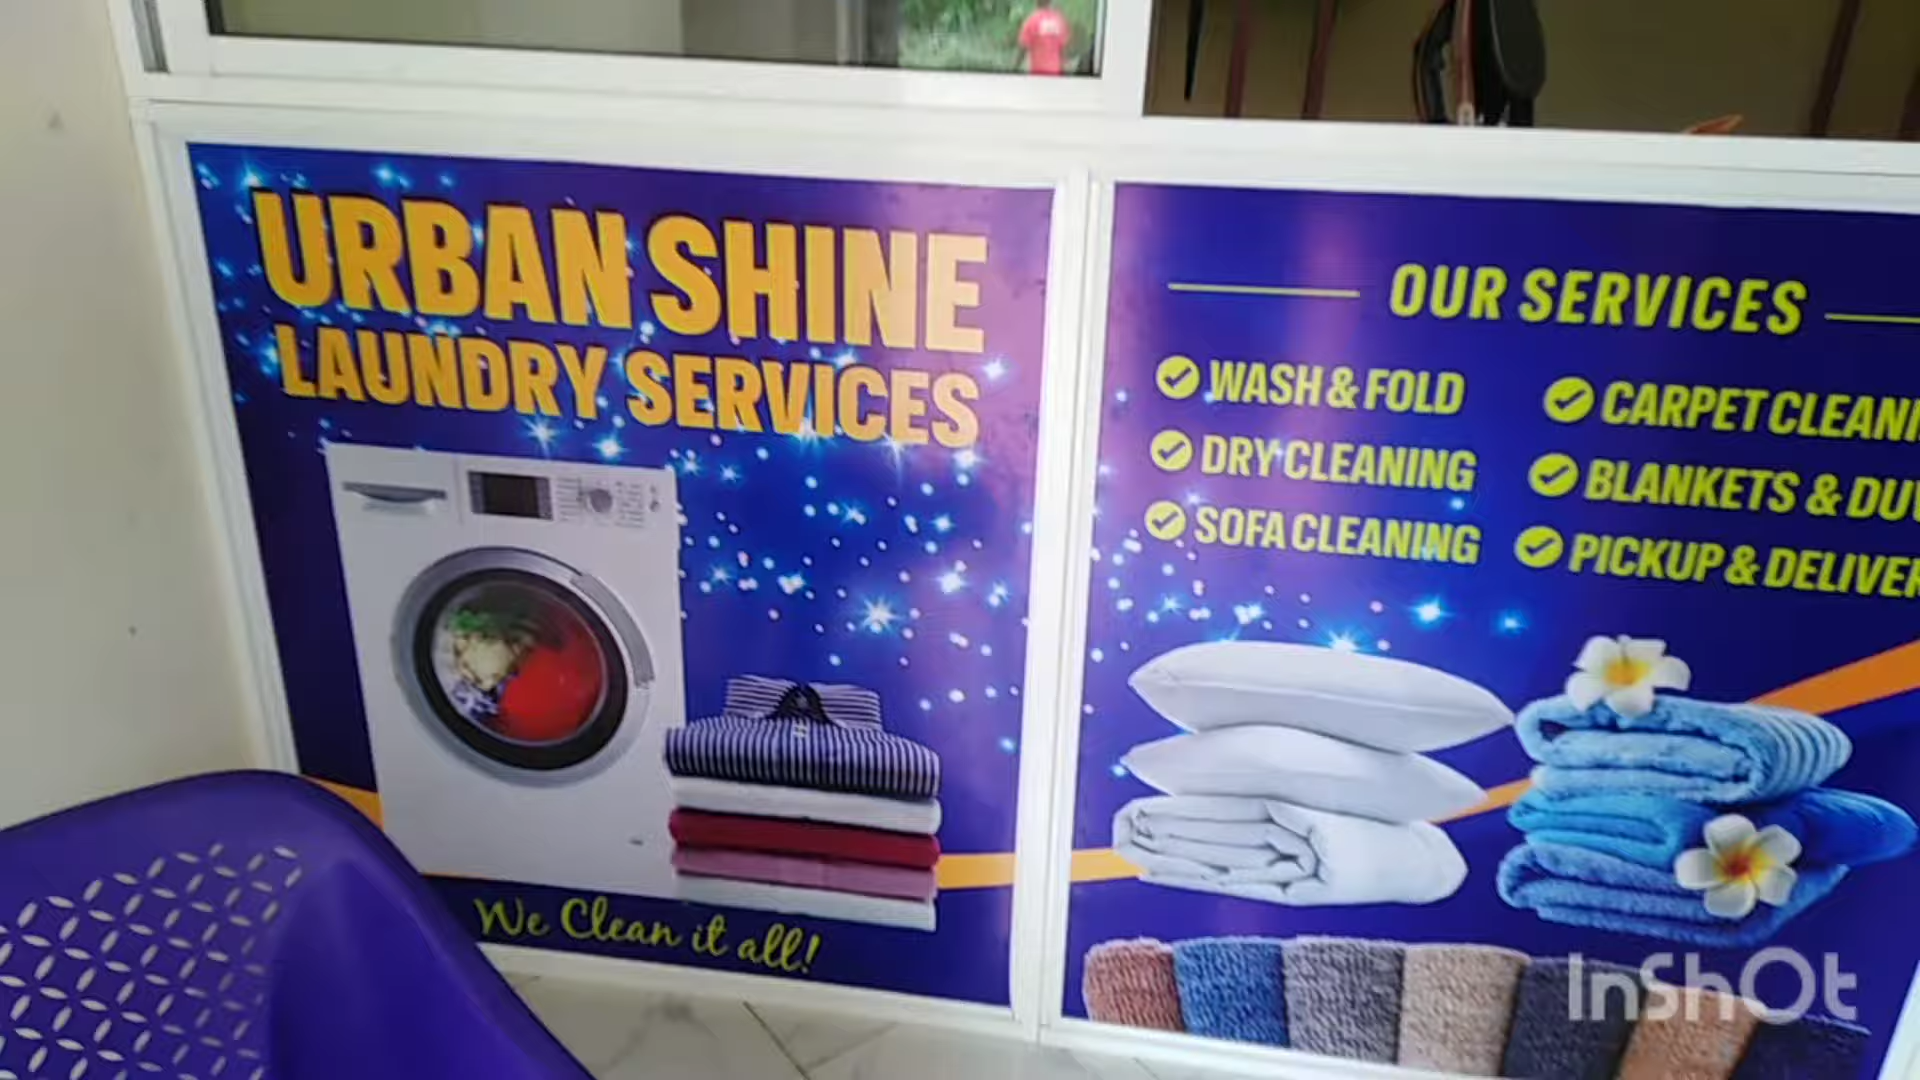 URBAN SHINE
LAUNDRY SERVICES
We Clean it all!
OUR SERVICES
WASH & FOLD
DRY CLEANING
SOFA CLEANING
CARPET CLEANI
BLANKETS & DUV
PICKUP & DELIVER
InShOt